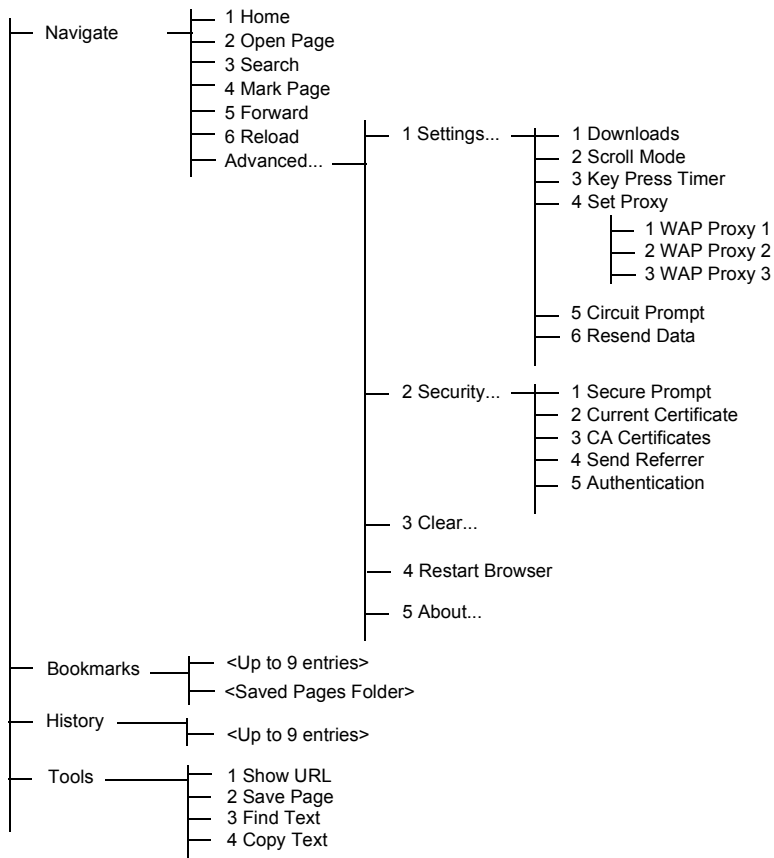 Navigate
1 Home
2 Open Page
3 Search
4 Mark Page
5 Forward
6 Reload
Advanced...
1 Settings...
1 Downloads
2 Scroll Mode
3 Key Press Timer
4 Set Proxy
1 WAP Proxy 1
2 WAP Proxy 2
3 WAP Proxy 3
5 Circuit Prompt
6 Resend Data
2 Security...
1 Secure Prompt
2 Current Certificate
3 CA Certificates
4 Send Referrer
5 Authentication
3 Clear...
4 Restart Browser
5 About...
Bookmarks
<Up to 9 entries>
<Saved Pages Folder>
History
<Up to 9 entries>
Tools
1 Show URL
2 Save Page
3 Find Text
4 Copy Text